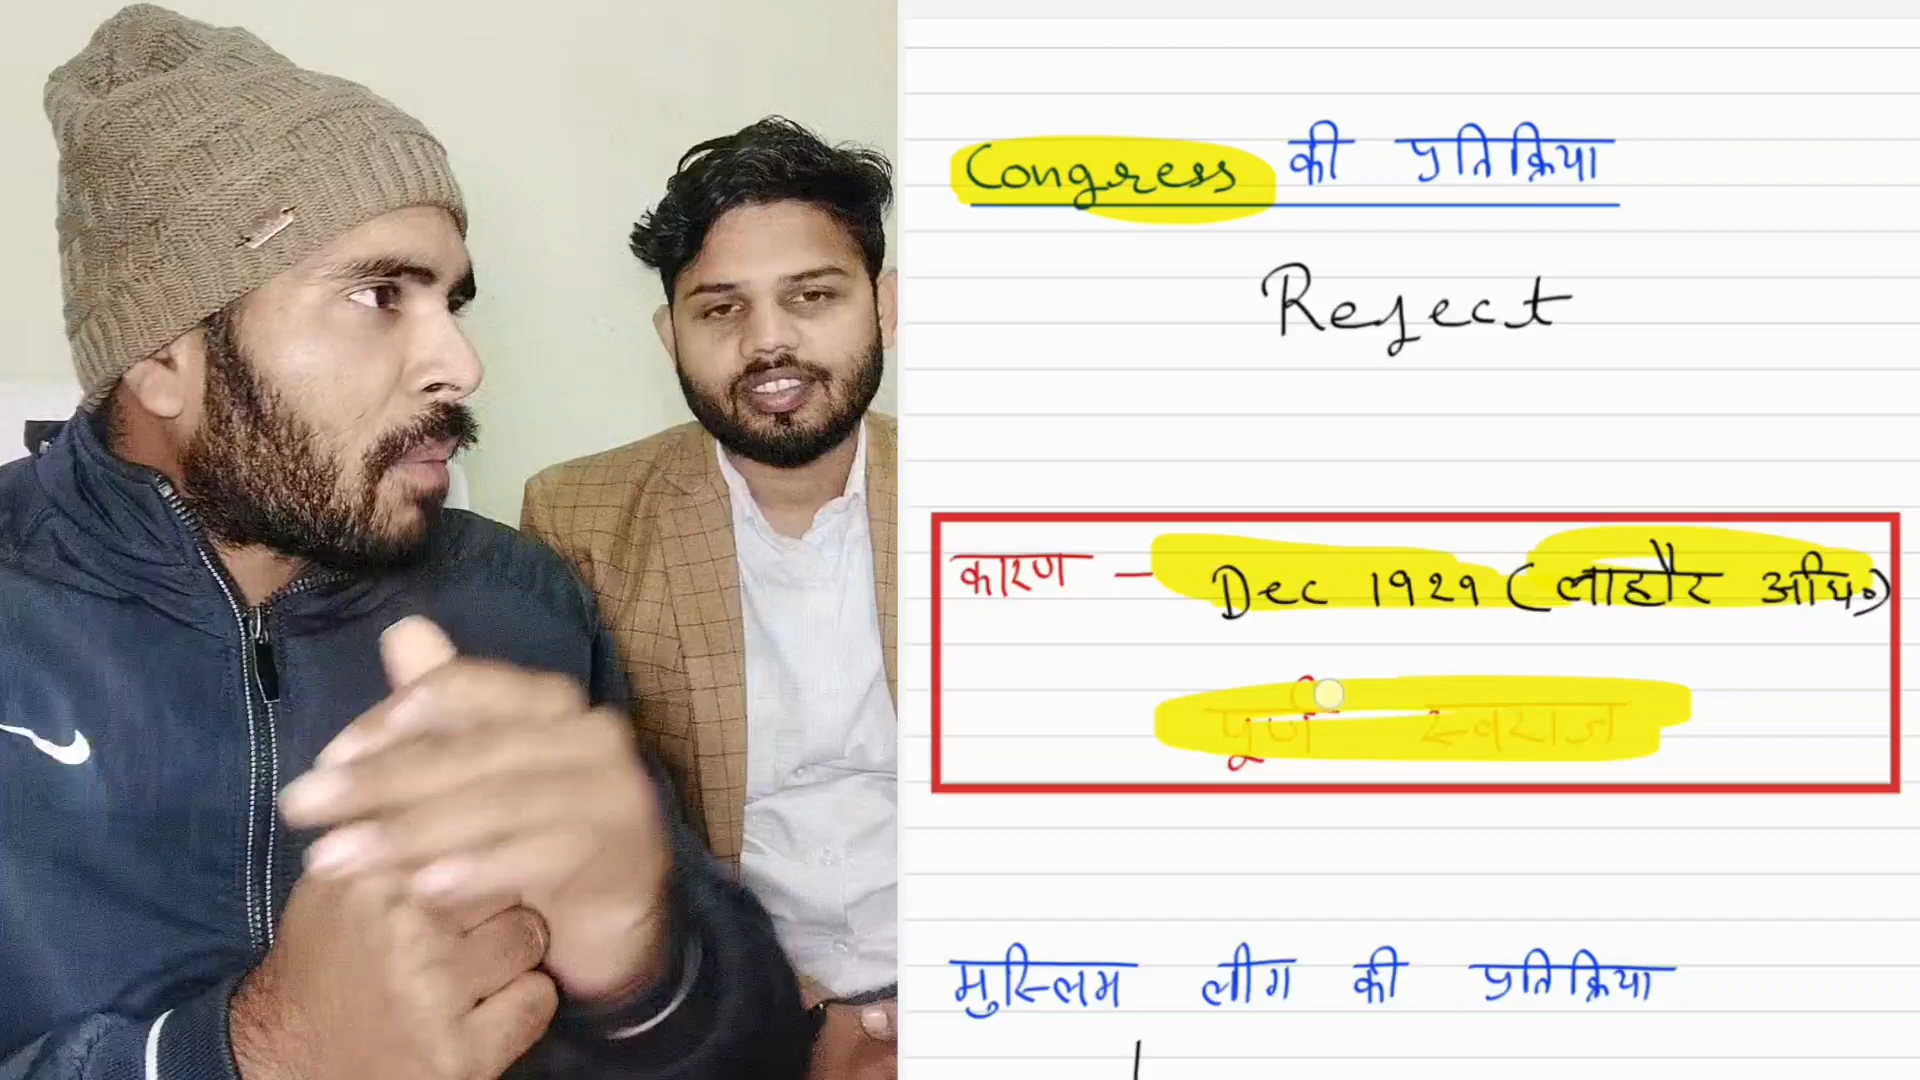 Congress की प्रतिक्रिया
Reject
कारण - Dec 1929 (लाहौर अधि०)
पूर्ण स्वराज
मुस्लिम लीग की प्रतिक्रिया